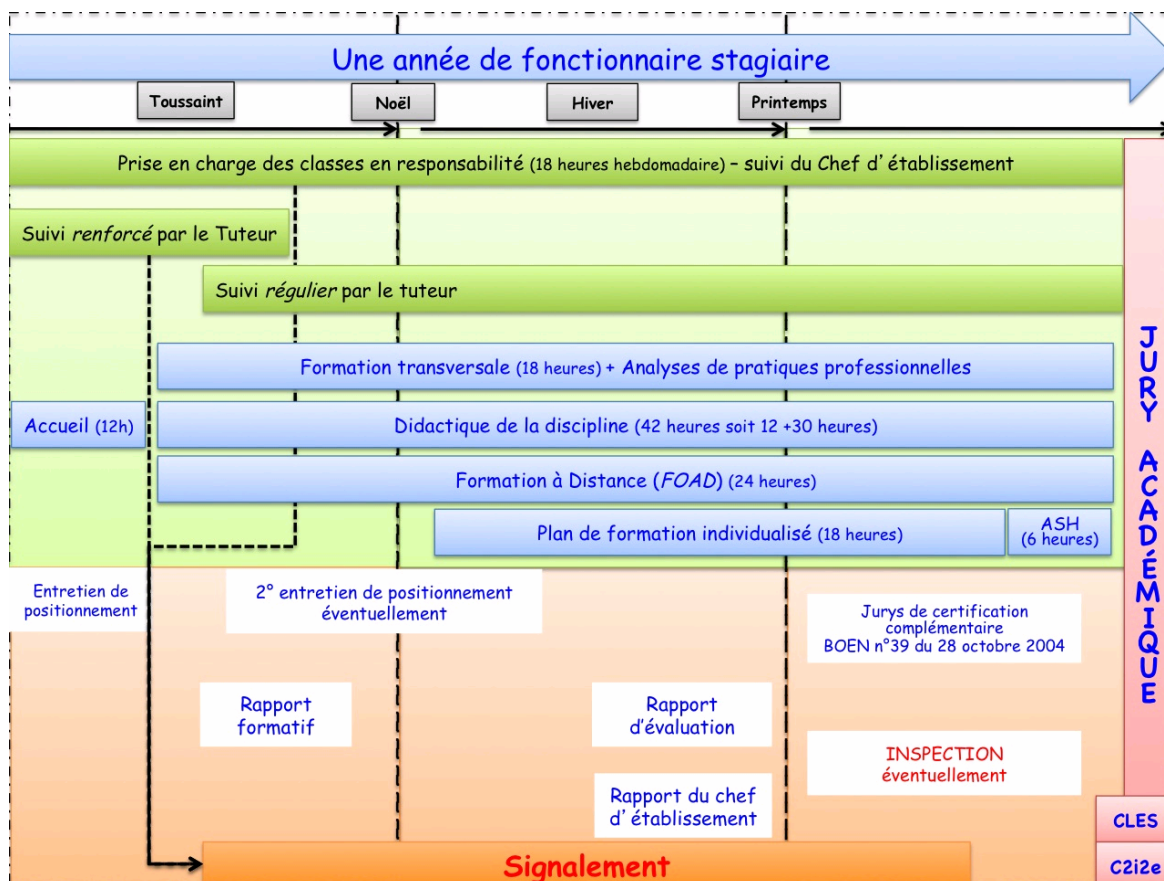 Une année de fonctionnaire stagiaire
Toussaint
Noël
Hiver
Printemps
Prise en charge des classes en responsabilité (18 heures hebdomadaire) – suivi du Chef d' établissement
Suivi renforcé par le Tuteur
Suivi régulier par le tuteur
Formation transversale (18 heures) + Analyses de pratiques professionnelles
Accueil (12h)
Didactique de la discipline (42 heures soit 12 +30 heures)
Formation à Distance (FOAD) (24 heures)
Plan de formation individualisé (18 heures)
ASH
(6 heures)
JURY ACADÉMIQUE
Entretien de
positionnement
2° entretien de positionnement
éventuellement
Jurys de certification
complémentaire
BOEN n°39 du 28 octobre 2004
Rapport
formatif
Rapport
d'évaluation
INSPECTION
éventuellement
Rapport du chef
d' établissement
CLES
Signalement
C2i2e